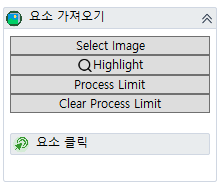 요소 가져오기
Select Image
Highlight
Process Limit
Clear Process Limit
요소 클릭